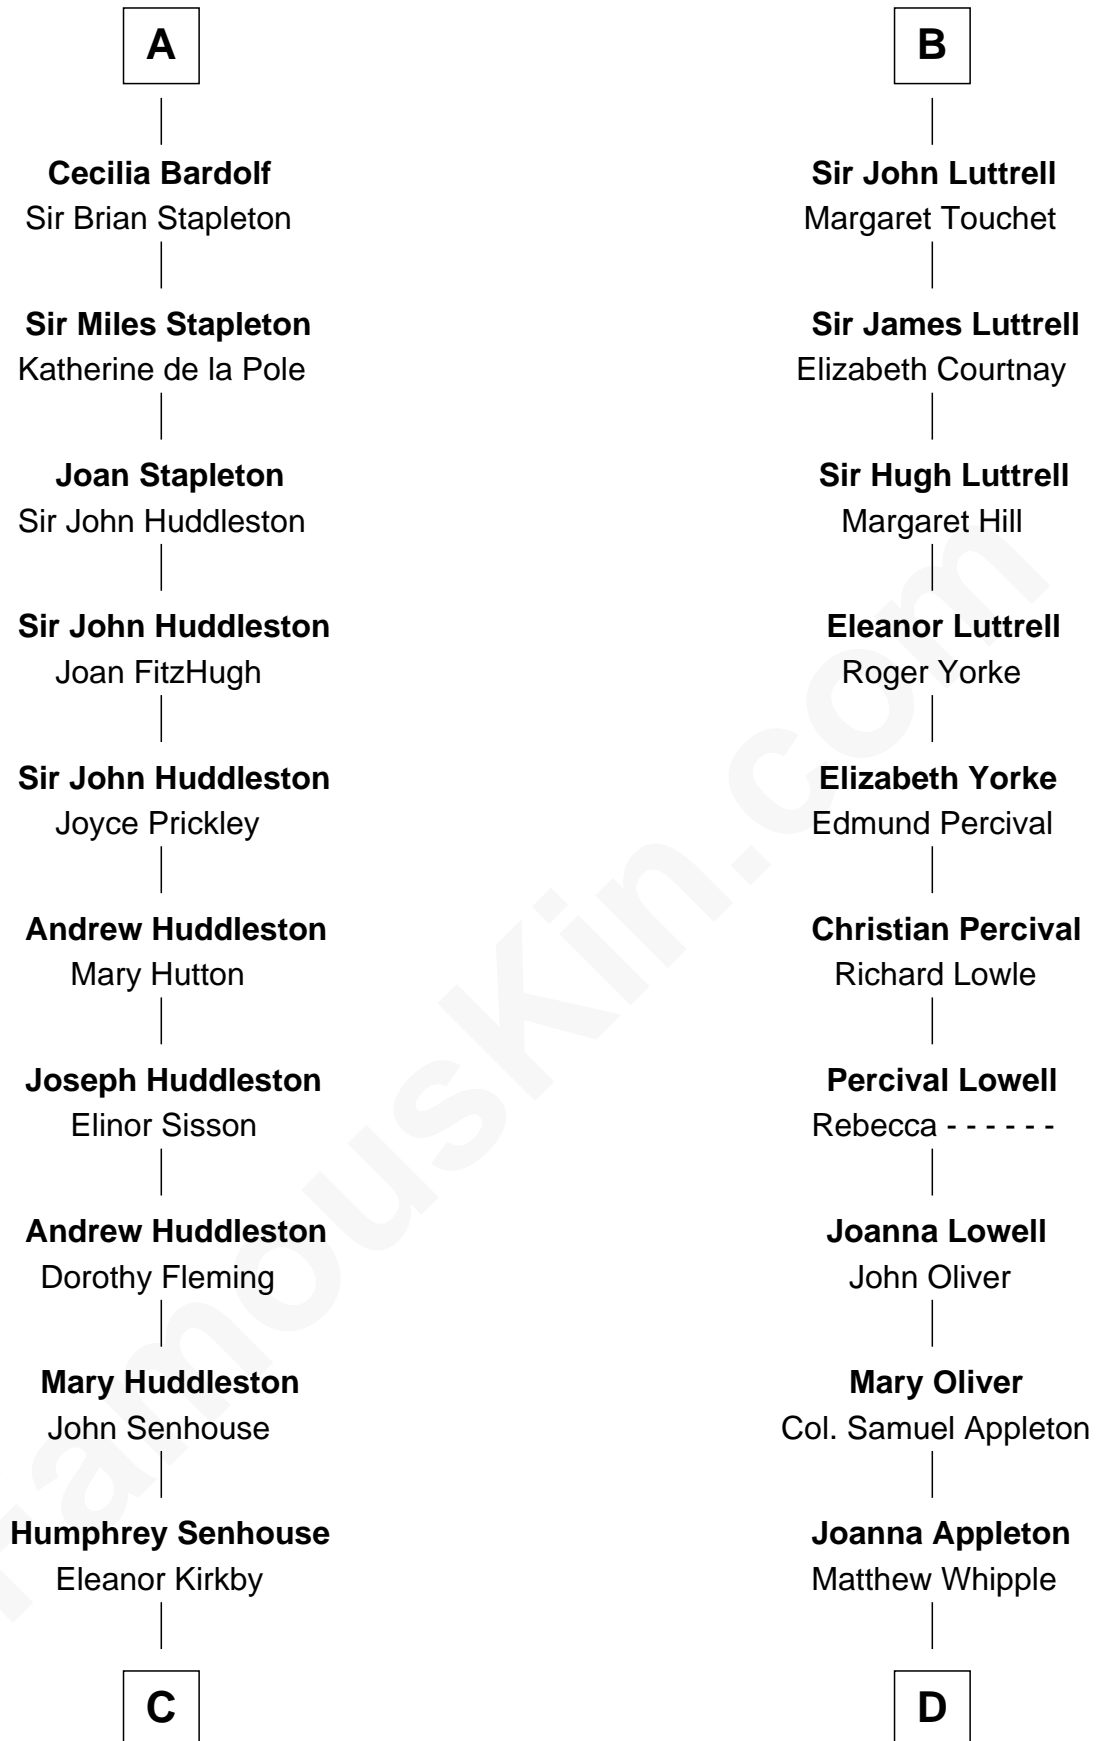 A
Cecilia Bardolf
Sir Brian Stapleton
Sir Miles Stapleton
Katherine de la Pole
Joan Stapleton
Sir John Huddleston
Sir John Huddleston
Joan FitzHugh
Sir John Huddleston
Joyce Prickley
Andrew Huddleston
Mary Hutton
Joseph Huddleston
Elinor Sisson
Andrew Huddleston
Dorothy Fleming
Mary Huddleston
John Senhouse
Humphrey Senhouse
Eleanor Kirkby
C
B
Sir John Luttrell
Margaret Touchet
Sir James Luttrell
Elizabeth Courtnay
Sir Hugh Luttrell
Margaret Hill
Eleanor Luttrell
Roger Yorke
Elizabeth Yorke
Edmund Percival
Christian Percival
Richard Lowle
Percival Lowell
Rebecca - - - - - -
Joanna Lowell
John Oliver
Mary Oliver
Col. Samuel Appleton
Joanna Appleton
Matthew Whipple
D
FamousKin.com